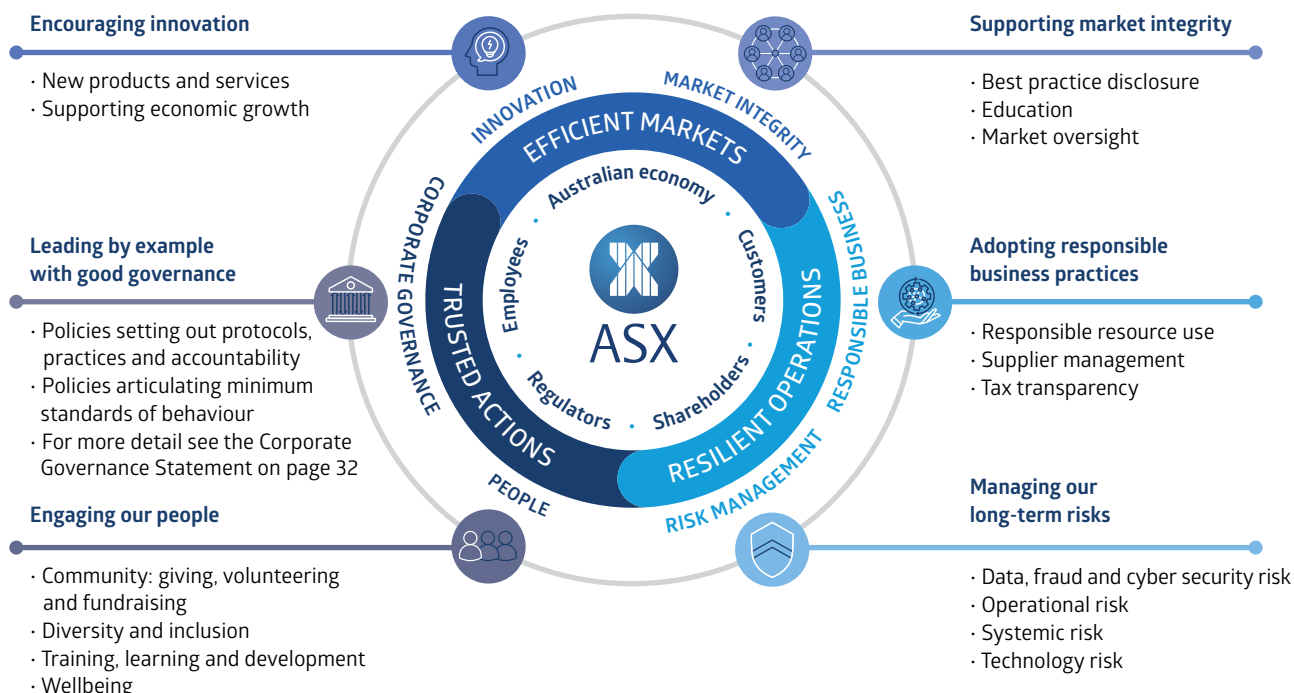 Encouraging innovation
· New products and services
· Supporting economic growth
Leading by example
with good governance
· Policies setting out protocols,
practices and accountability
· Policies articulating minimum
standards of behaviour
· For more detail see the Corporate
Governance Statement on page 32
Engaging our people
· Community: giving, volunteering
and fundraising
· Diversity and inclusion
· Training, learning and development
· Wellbeing
INNOVATION
MARKET INTEGRITY
CORPORATE GOVERNANCE
RESPONSIBLE BUSINESS
PEOPLE
RISK MANAGEMENT
EFFICIENT MARKETS
TRUSTED ACTIONS
RESILIENT OPERATIONS
Australian economy
Employees
Customers
Regulators
Shareholders
ASX
Supporting market integrity
· Best practice disclosure
· Education
· Market oversight
Adopting responsible
business practices
· Responsible resource use
· Supplier management
· Tax transparency
Managing our
long-term risks
· Data, fraud and cyber security risk
· Operational risk
· Systemic risk
· Technology risk